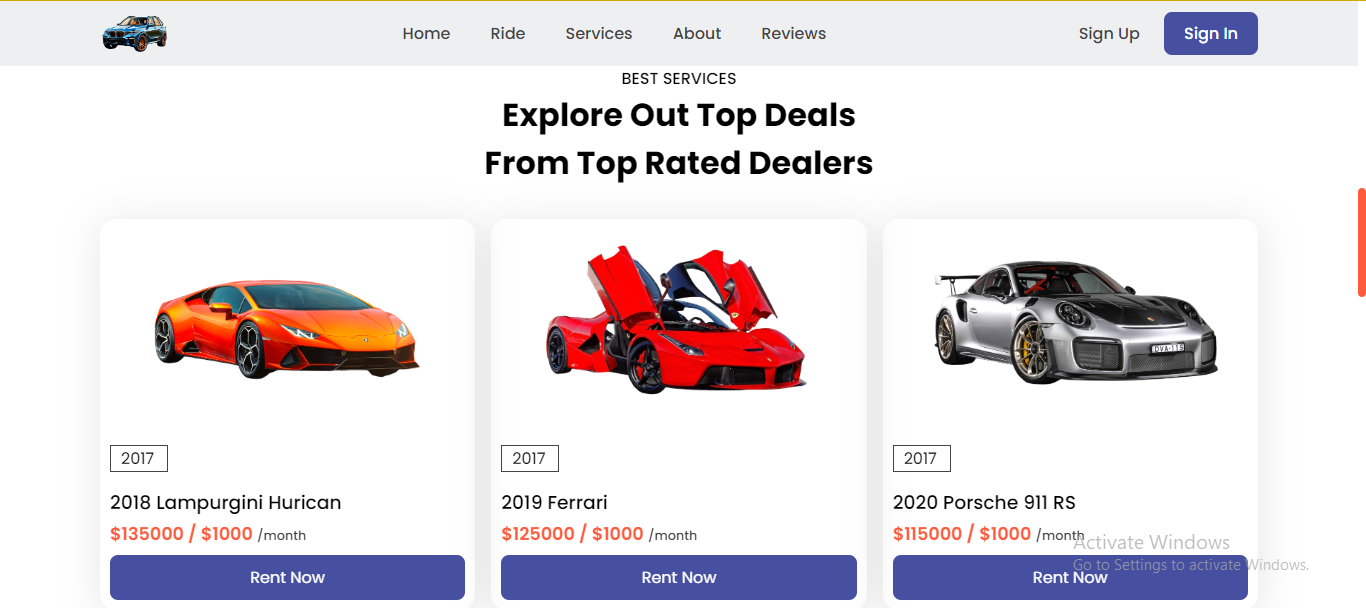 Home Ride Services About Reviews Sign Up Sign In
BEST SERVICES
Explore Out Top Deals
From Top Rated Dealers
DVA·11S
2017 2017 2017
2018 Lampurgini Hurican 2019 Ferrari 2020 Porsche 911 RS
$135000 / $1000 /month $125000 / $1000 /month $115000 / $1000 /month
Activate Windows
Go to Settings to activate Windows.
Rent Now Rent Now Rent Now